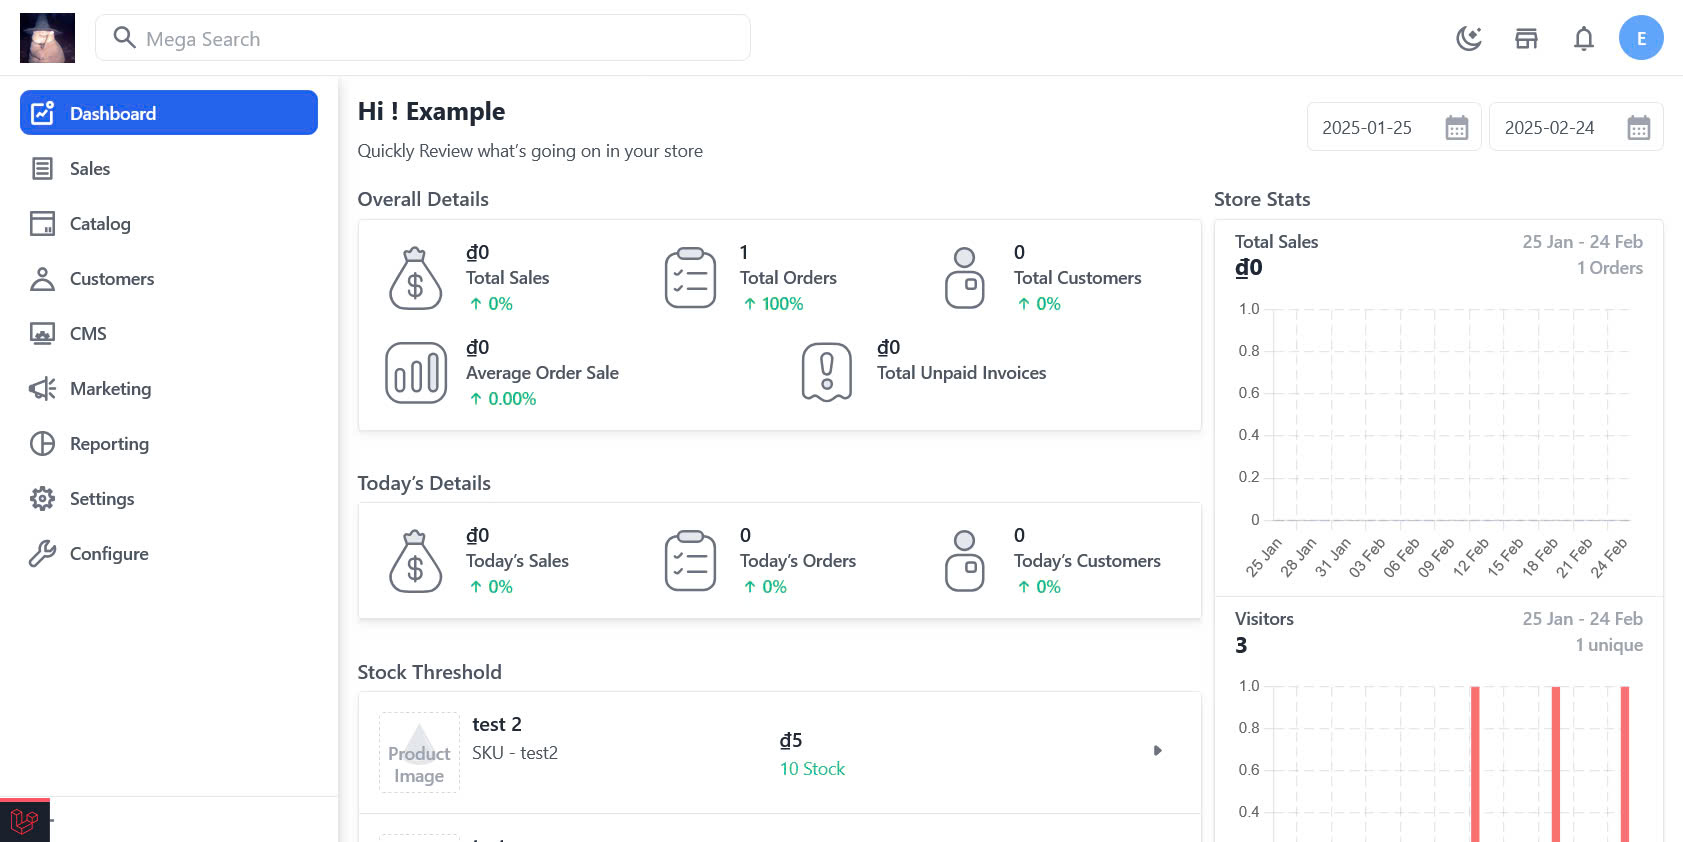 Mega Search
E
Dashboard
Sales
Catalog
Customers
CMS
Marketing
Reporting
Settings
Configure
Hi ! Example
Quickly Review what's going on in your store
2025-01-25
2025-02-24
Overall Details
₫0
Total Sales
0%
1
Total Orders
100%
0
Total Customers
0%
₫0
Average Order Sale
0.00%
₫0
Total Unpaid Invoices
Today's Details
₫0
Today's Sales
0%
0
Today's Orders
0%
0
Today's Customers
0%
Stock Threshold
Product
Image
test 2
SKU - test2
₫5
10 Stock
Store Stats
Total Sales
25 Jan - 24 Feb
₫0
1 Orders
1.0
0.8
0.6
0.4
0.2
0
25 Jan
28 Jan
31 Jan
03 Feb
06 Feb
09 Feb
12 Feb
15 Feb
18 Feb
21 Feb
24 Feb
Visitors
25 Jan - 24 Feb
3
1 unique
1.0
0.8
0.6
0.4